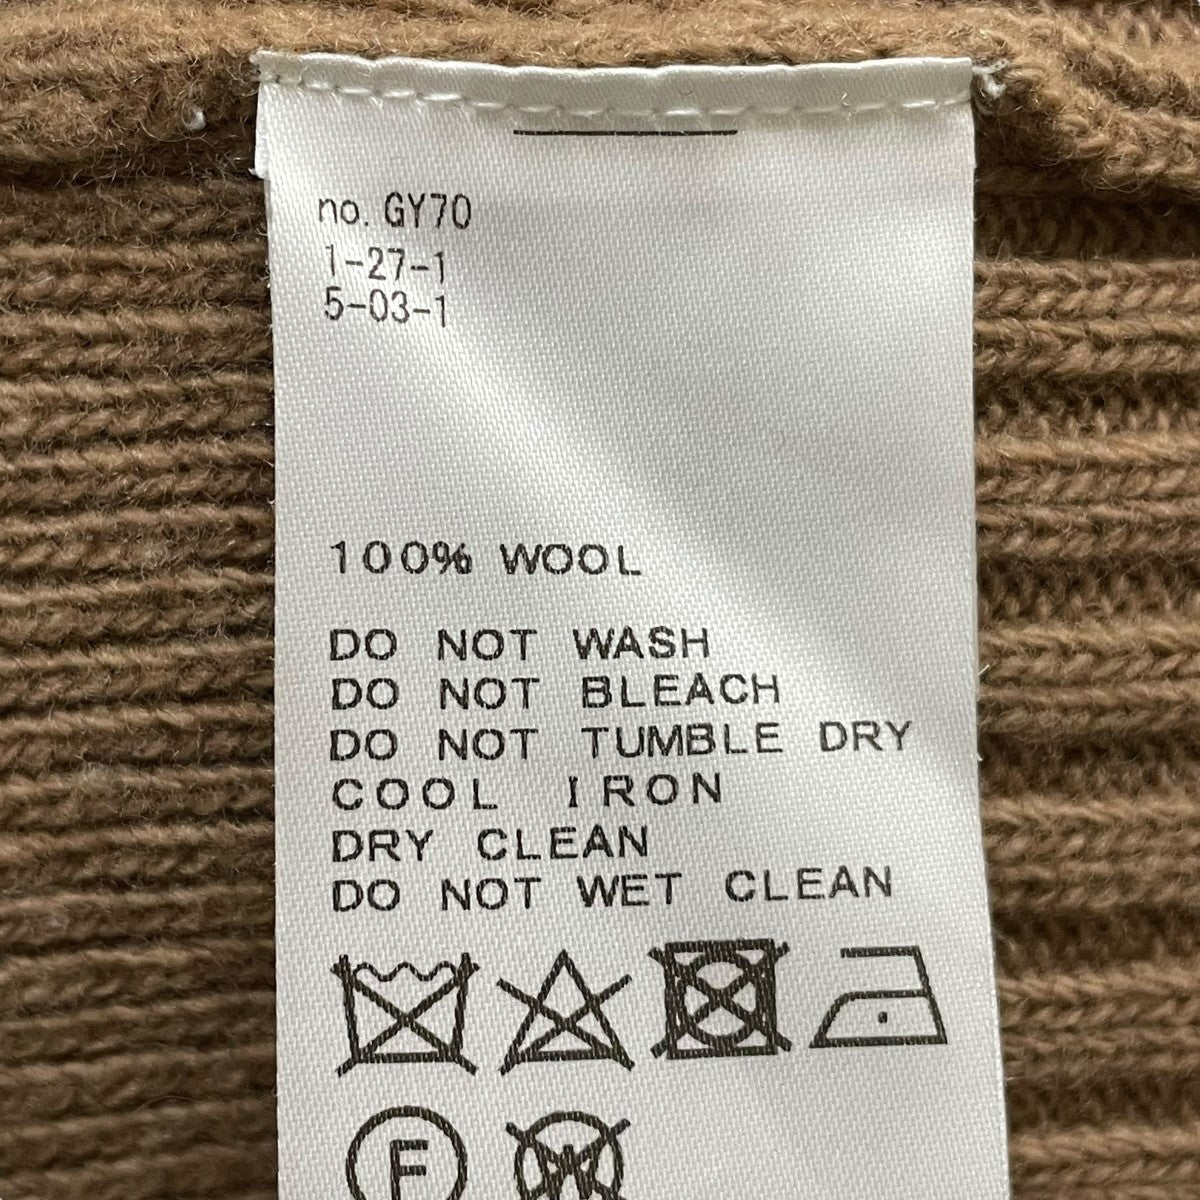 no. GY70
1-27-1
5-03-1
100% WOOL
DO NOT WASH
DO NOT BLEACH
DO NOT TUMBLE DRY
COOL IRON
DRY CLEAN
DO NOT WET CLEAN
F W